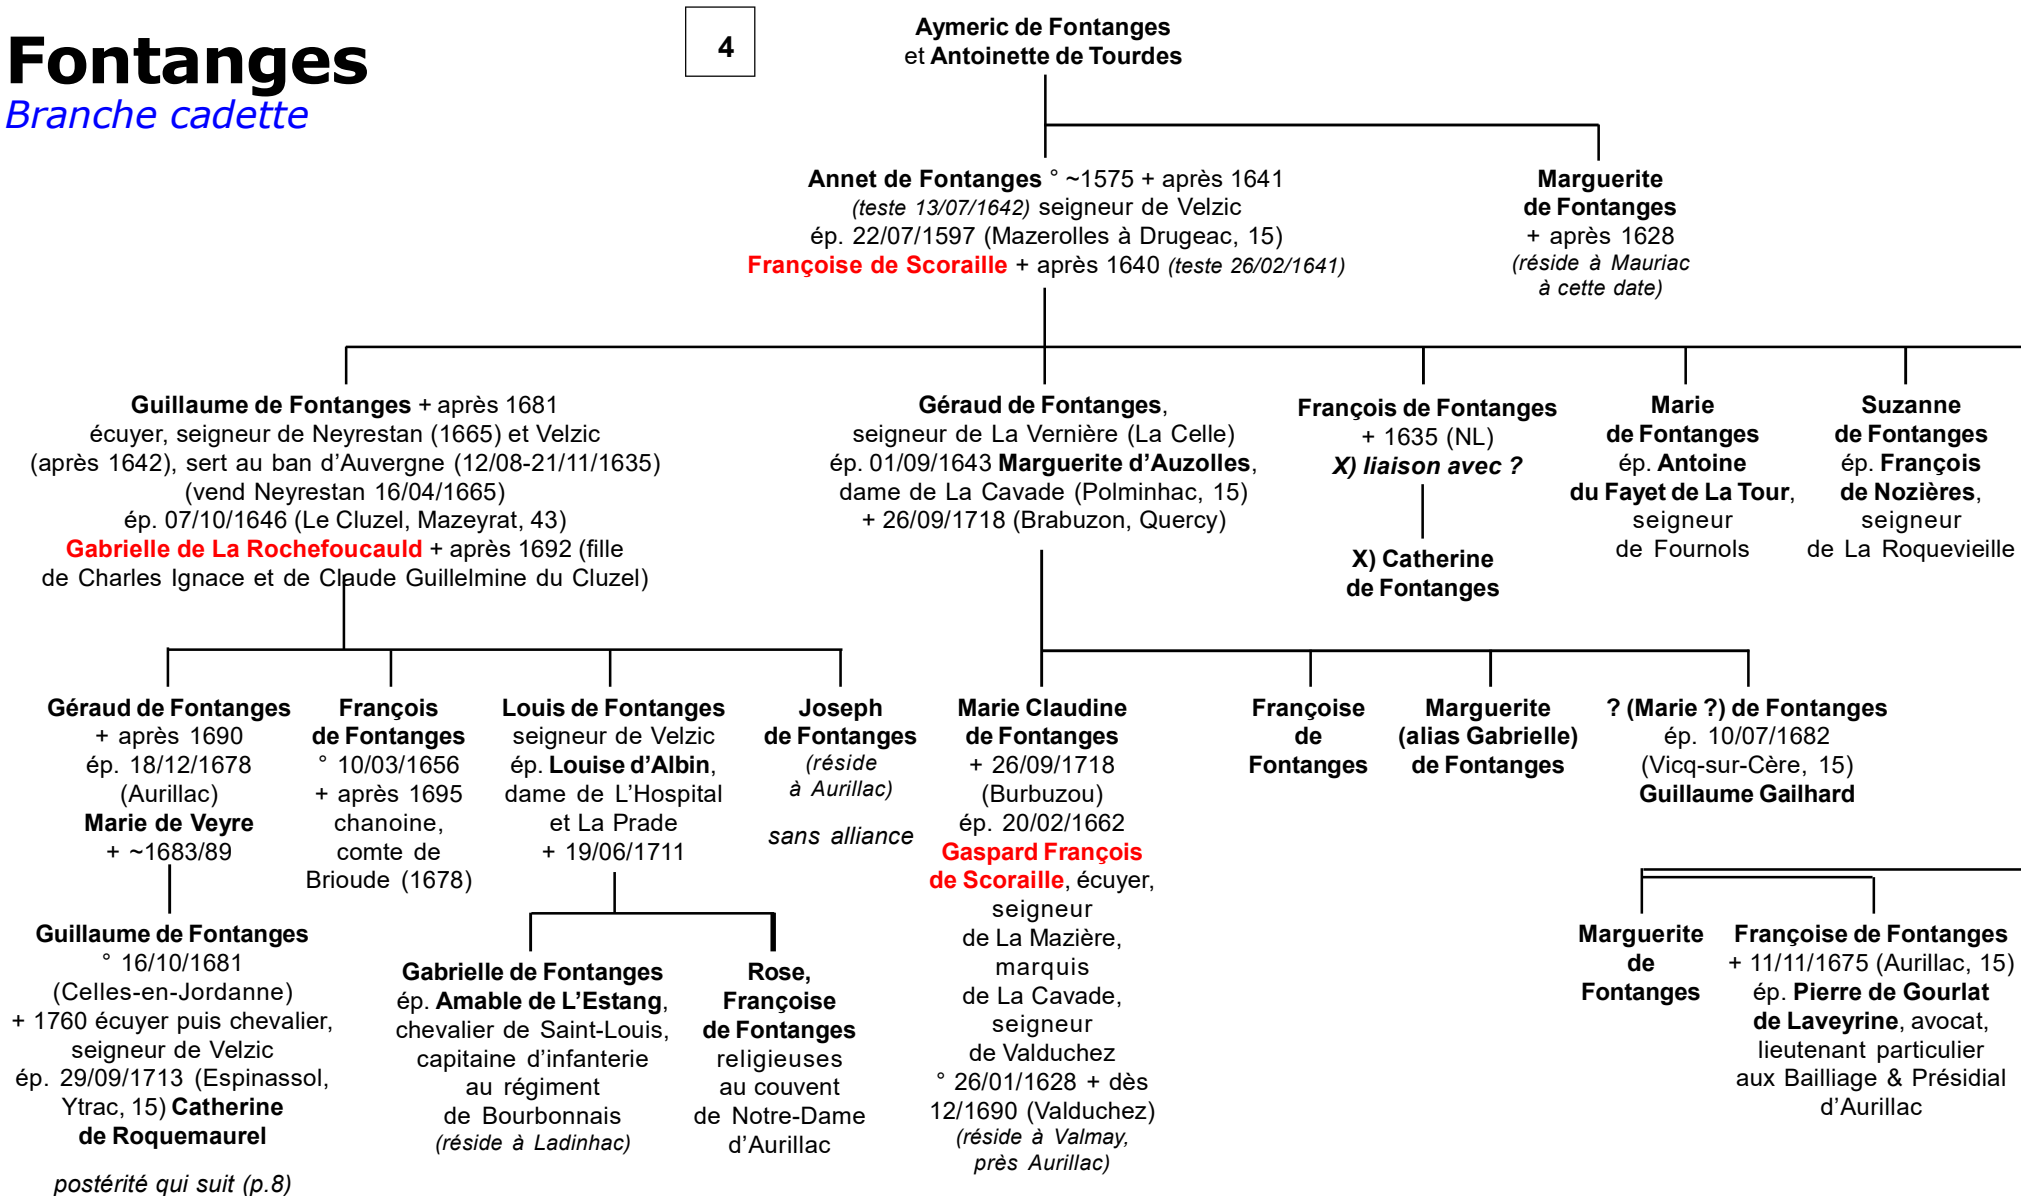 Fontanges
Branche cadette
4
Aymeric de Fontanges
et Antoinette de Tourdes
Annet de Fontanges ° ~1575 + après 1641
(teste 13/07/1642) seigneur de Velzic
ép. 22/07/1597 (Mazerolles à Drugeac, 15)
Françoise de Scoraille + après 1640 (teste 26/02/1641)
Marguerite
de Fontanges
+ après 1628
(réside à Mauriac
à cette date)
Guillaume de Fontanges + après 1681
écuyer, seigneur de Neyrestan (1665) et Velzic
(après 1642), sert au ban d'Auvergne (12/08-21/11/1635)
(vend Neyrestan 16/04/1665)
ép. 07/10/1646 (Le Cluzel, Mazeyrat, 43)
Gabrielle de La Rochefoucauld + après 1692 (fille
de Charles Ignace et de Claude Guillelmine du Cluzel)
Géraud de Fontanges,
seigneur de La Vernière (La Celle)
ép. 01/09/1643 Marguerite d'Auzolles,
dame de La Cavade (Polminhac, 15)
+ 26/09/1718 (Brabuzon, Quercy)
François de Fontanges
+ 1635 (NL)
X) liaison avec ?
X) Catherine
de Fontanges
Marie
de Fontanges
ép. Antoine
du Fayet de La Tour,
seigneur
de Fournols
Suzanne
de Fontanges
ép. François
de Nozières,
seigneur
de La Roquevieille
Géraud de Fontanges
+ après 1690
ép. 18/12/1678
(Aurillac)
Marie de Veyre
+ ~1683/89
François
de Fontanges
° 10/03/1656
+ après 1695
chanoine,
comte de
Brioude (1678)
Louis de Fontanges
seigneur de Velzic
ép. Louise d'Albin,
dame de L'Hospital
et La Prade
+ 19/06/1711
Joseph
de Fontanges
(réside
à Aurillac)
sans alliance
Marie Claudine
de Fontanges
+ 26/09/1718
(Burbuzou)
ép. 20/02/1662
Gaspard François
de Scoraille, écuyer,
seigneur
de La Mazière,
marquis
de La Cavade,
seigneur
de Valduchez
° 26/01/1628 + dès
12/1690 (Valduchez)
(réside à Valmay,
près Aurillac)
Françoise
de
Fontanges
Marguerite
(alias Gabrielle)
de Fontanges
? (Marie ?) de Fontanges
ép. 10/07/1682
(Vicq-sur-Cère, 15)
Guillaume Gailhard
Guillaume de Fontanges
° 16/10/1681
(Celles-en-Jordanne)
+ 1760 écuyer puis chevalier,
seigneur de Velzic
ép. 29/09/1713 (Espinassol,
Ytrac, 15) Catherine
de Roquemaurel
postérité qui suit (p.8)
Gabrielle de Fontanges
ép. Amable de L'Estang,
chevalier de Saint-Louis,
capitaine d'infanterie
au régiment
de Bourbonnais
(réside à Ladinhac)
Rose,
Françoise
de Fontanges
religieuses
au couvent
de Notre-Dame
d'Aurillac
Marguerite
de
Fontanges
Françoise de Fontanges
+ 11/11/1675 (Aurillac, 15)
ép. Pierre de Gourlat
de Laveyrine, avocat,
lieutenant particulier
aux Bailliage & Présidial
d'Aurillac